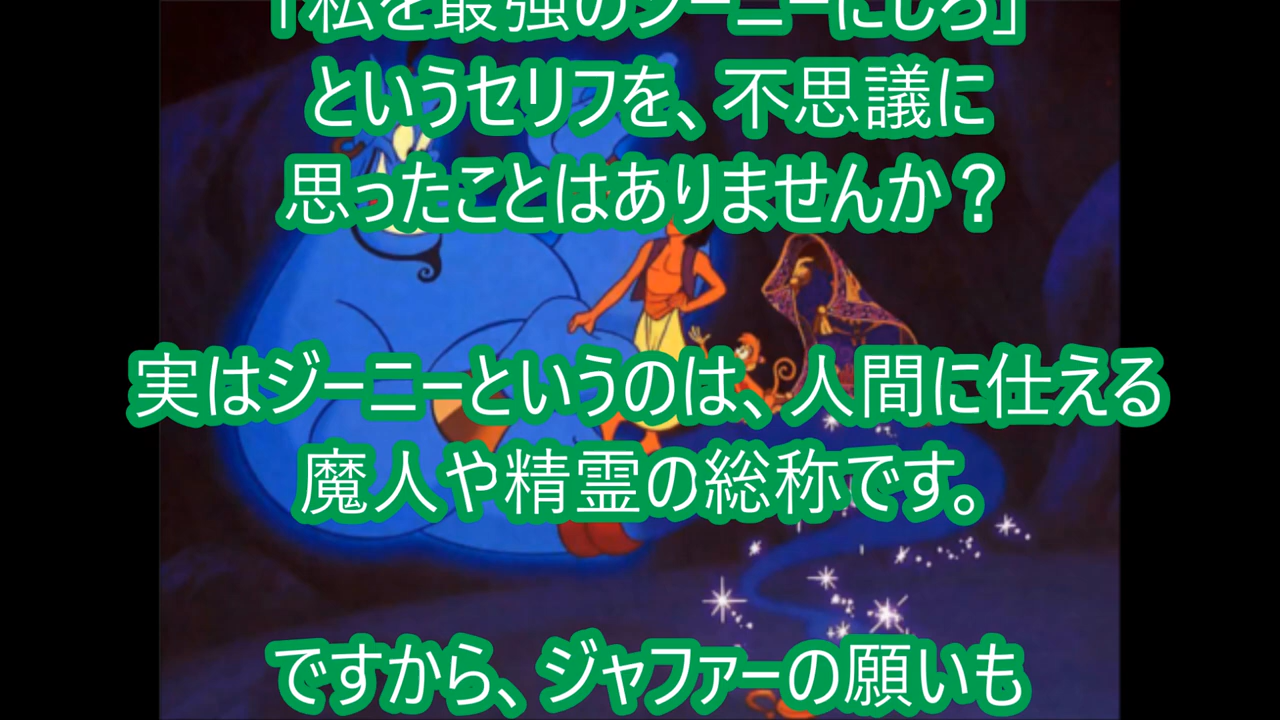 「私を最強のジーニーにしろ」
というセリフを、不思議に
思ったことはありませんか？
実はジーニーというのは、人間に仕える
魔人や精霊の総称です。
ですから、ジャファーの願いも